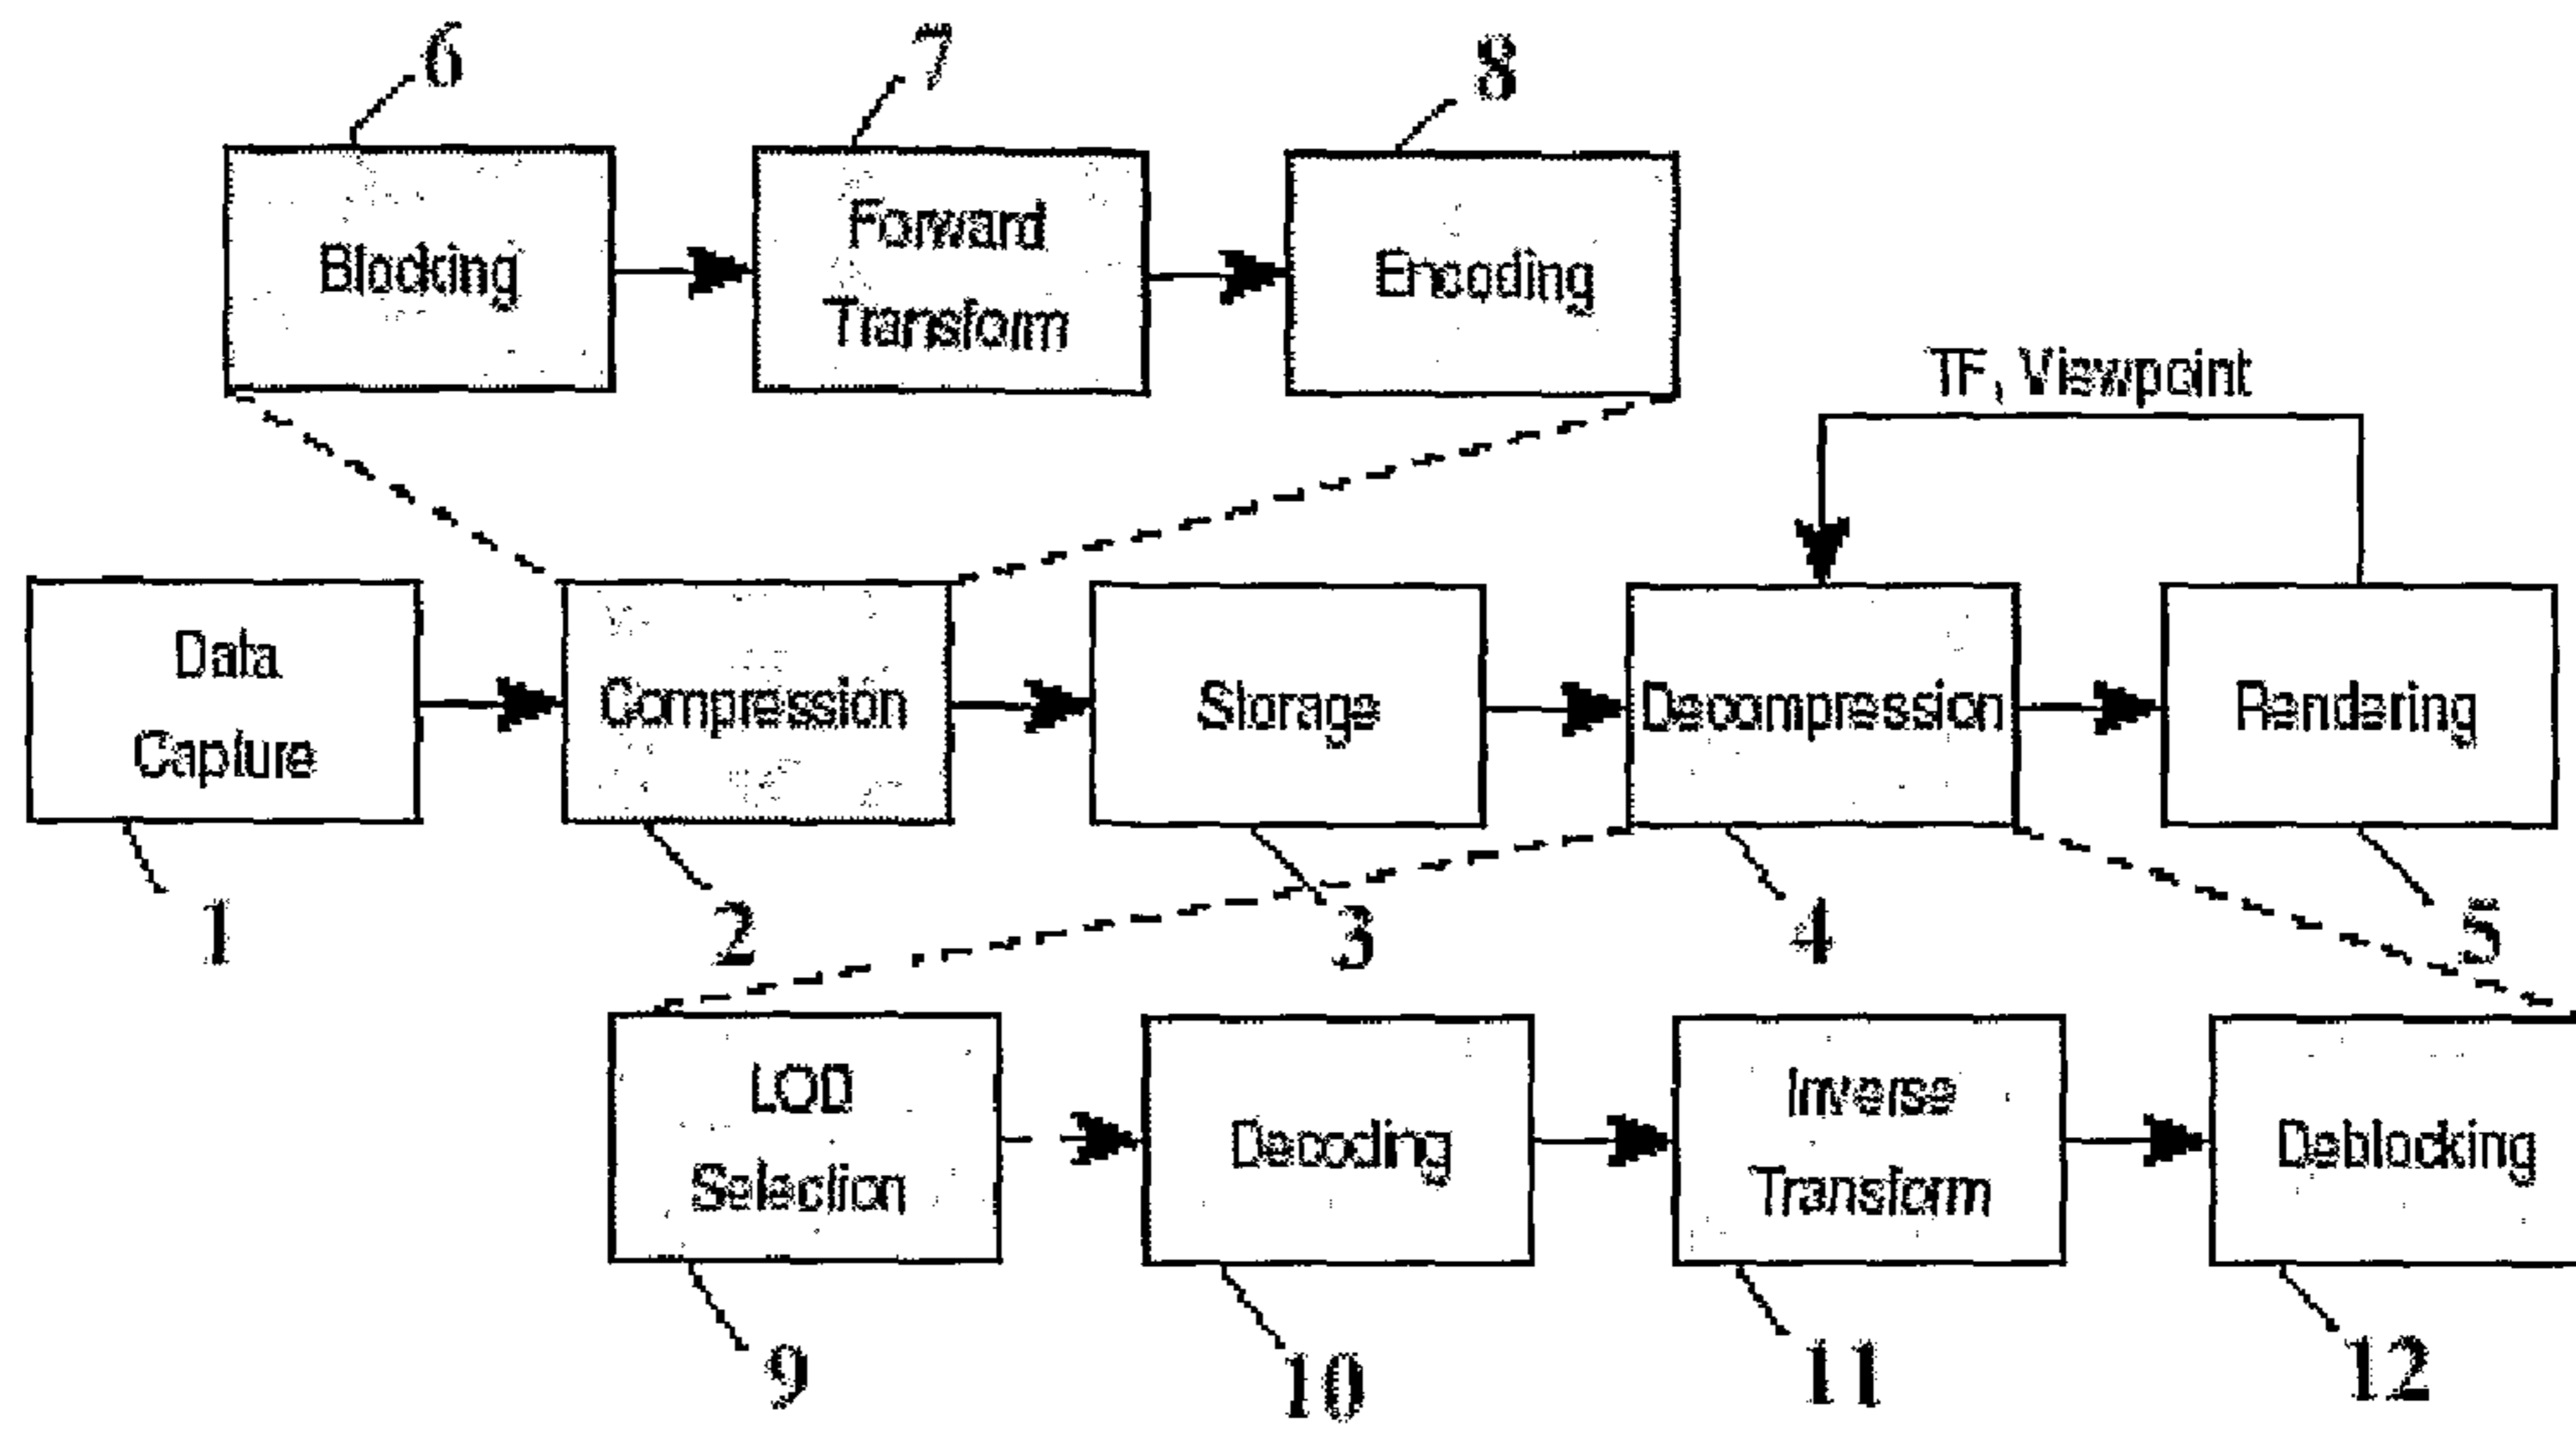 6
7
8
Blocking
Forward
Transform
Encoding
TF, Viewpoint
Data
Capture
Compression
Storage
Decompression
Rendering
1
2
3
4
5
LOD
Selection
Decoding
Inverse
Transform
Deblocking
9
10
11
12